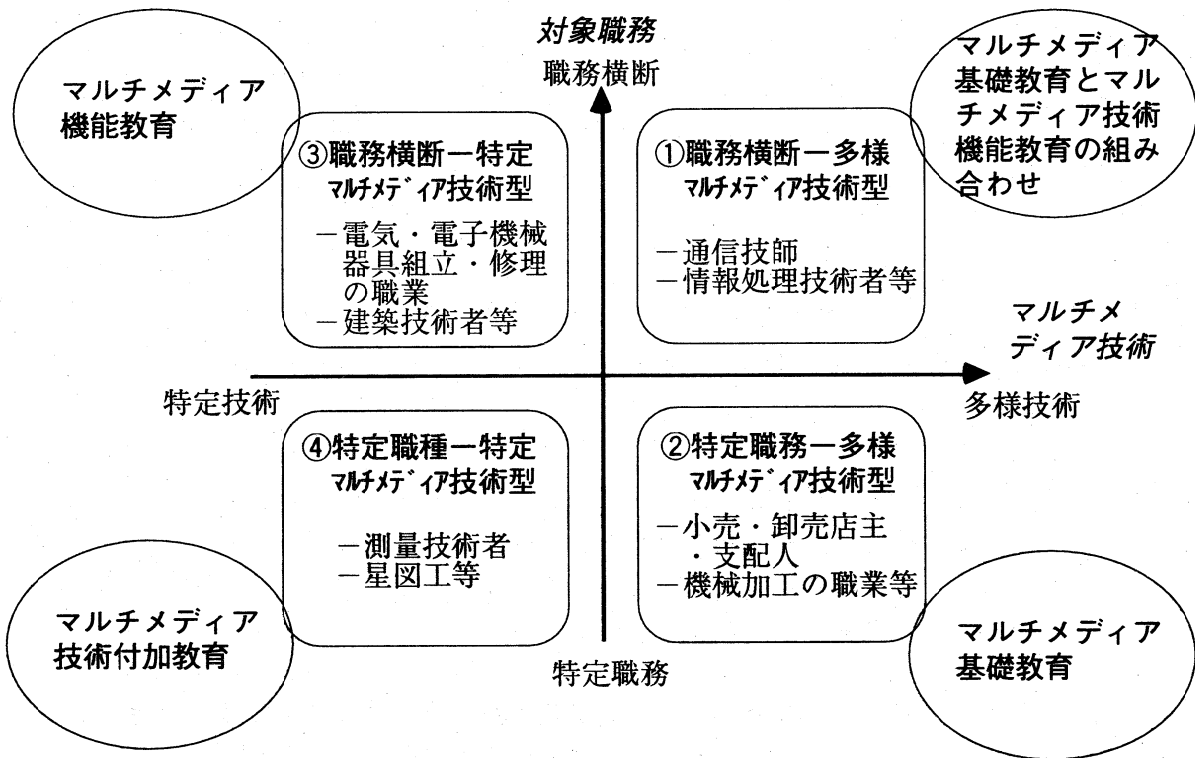 対象職務
職務横断
マルチメディア
機能教育
マルチメディア
基礎教育とマル
チメディア技術
機能教育の組み
合わせ
③職務横断ー特定
マルチメディア技術型
－電気・電子機械
器具組立・修理
の職業
－建築技術者等
①職務横断ー多様
マルチメディア技術型
－通信技師
－情報処理技術者等
マルチメ
ディア技術
特定技術
多様技術
④特定職種ー特定
マルチメディア技術型
－測量技術者
－星図工等
②特定職務ー多様
マルチメディア技術型
－小売・卸売店主
・支配人
－機械加工の職業等
マルチメディア
技術付加教育
特定職務
マルチメディア
基礎教育